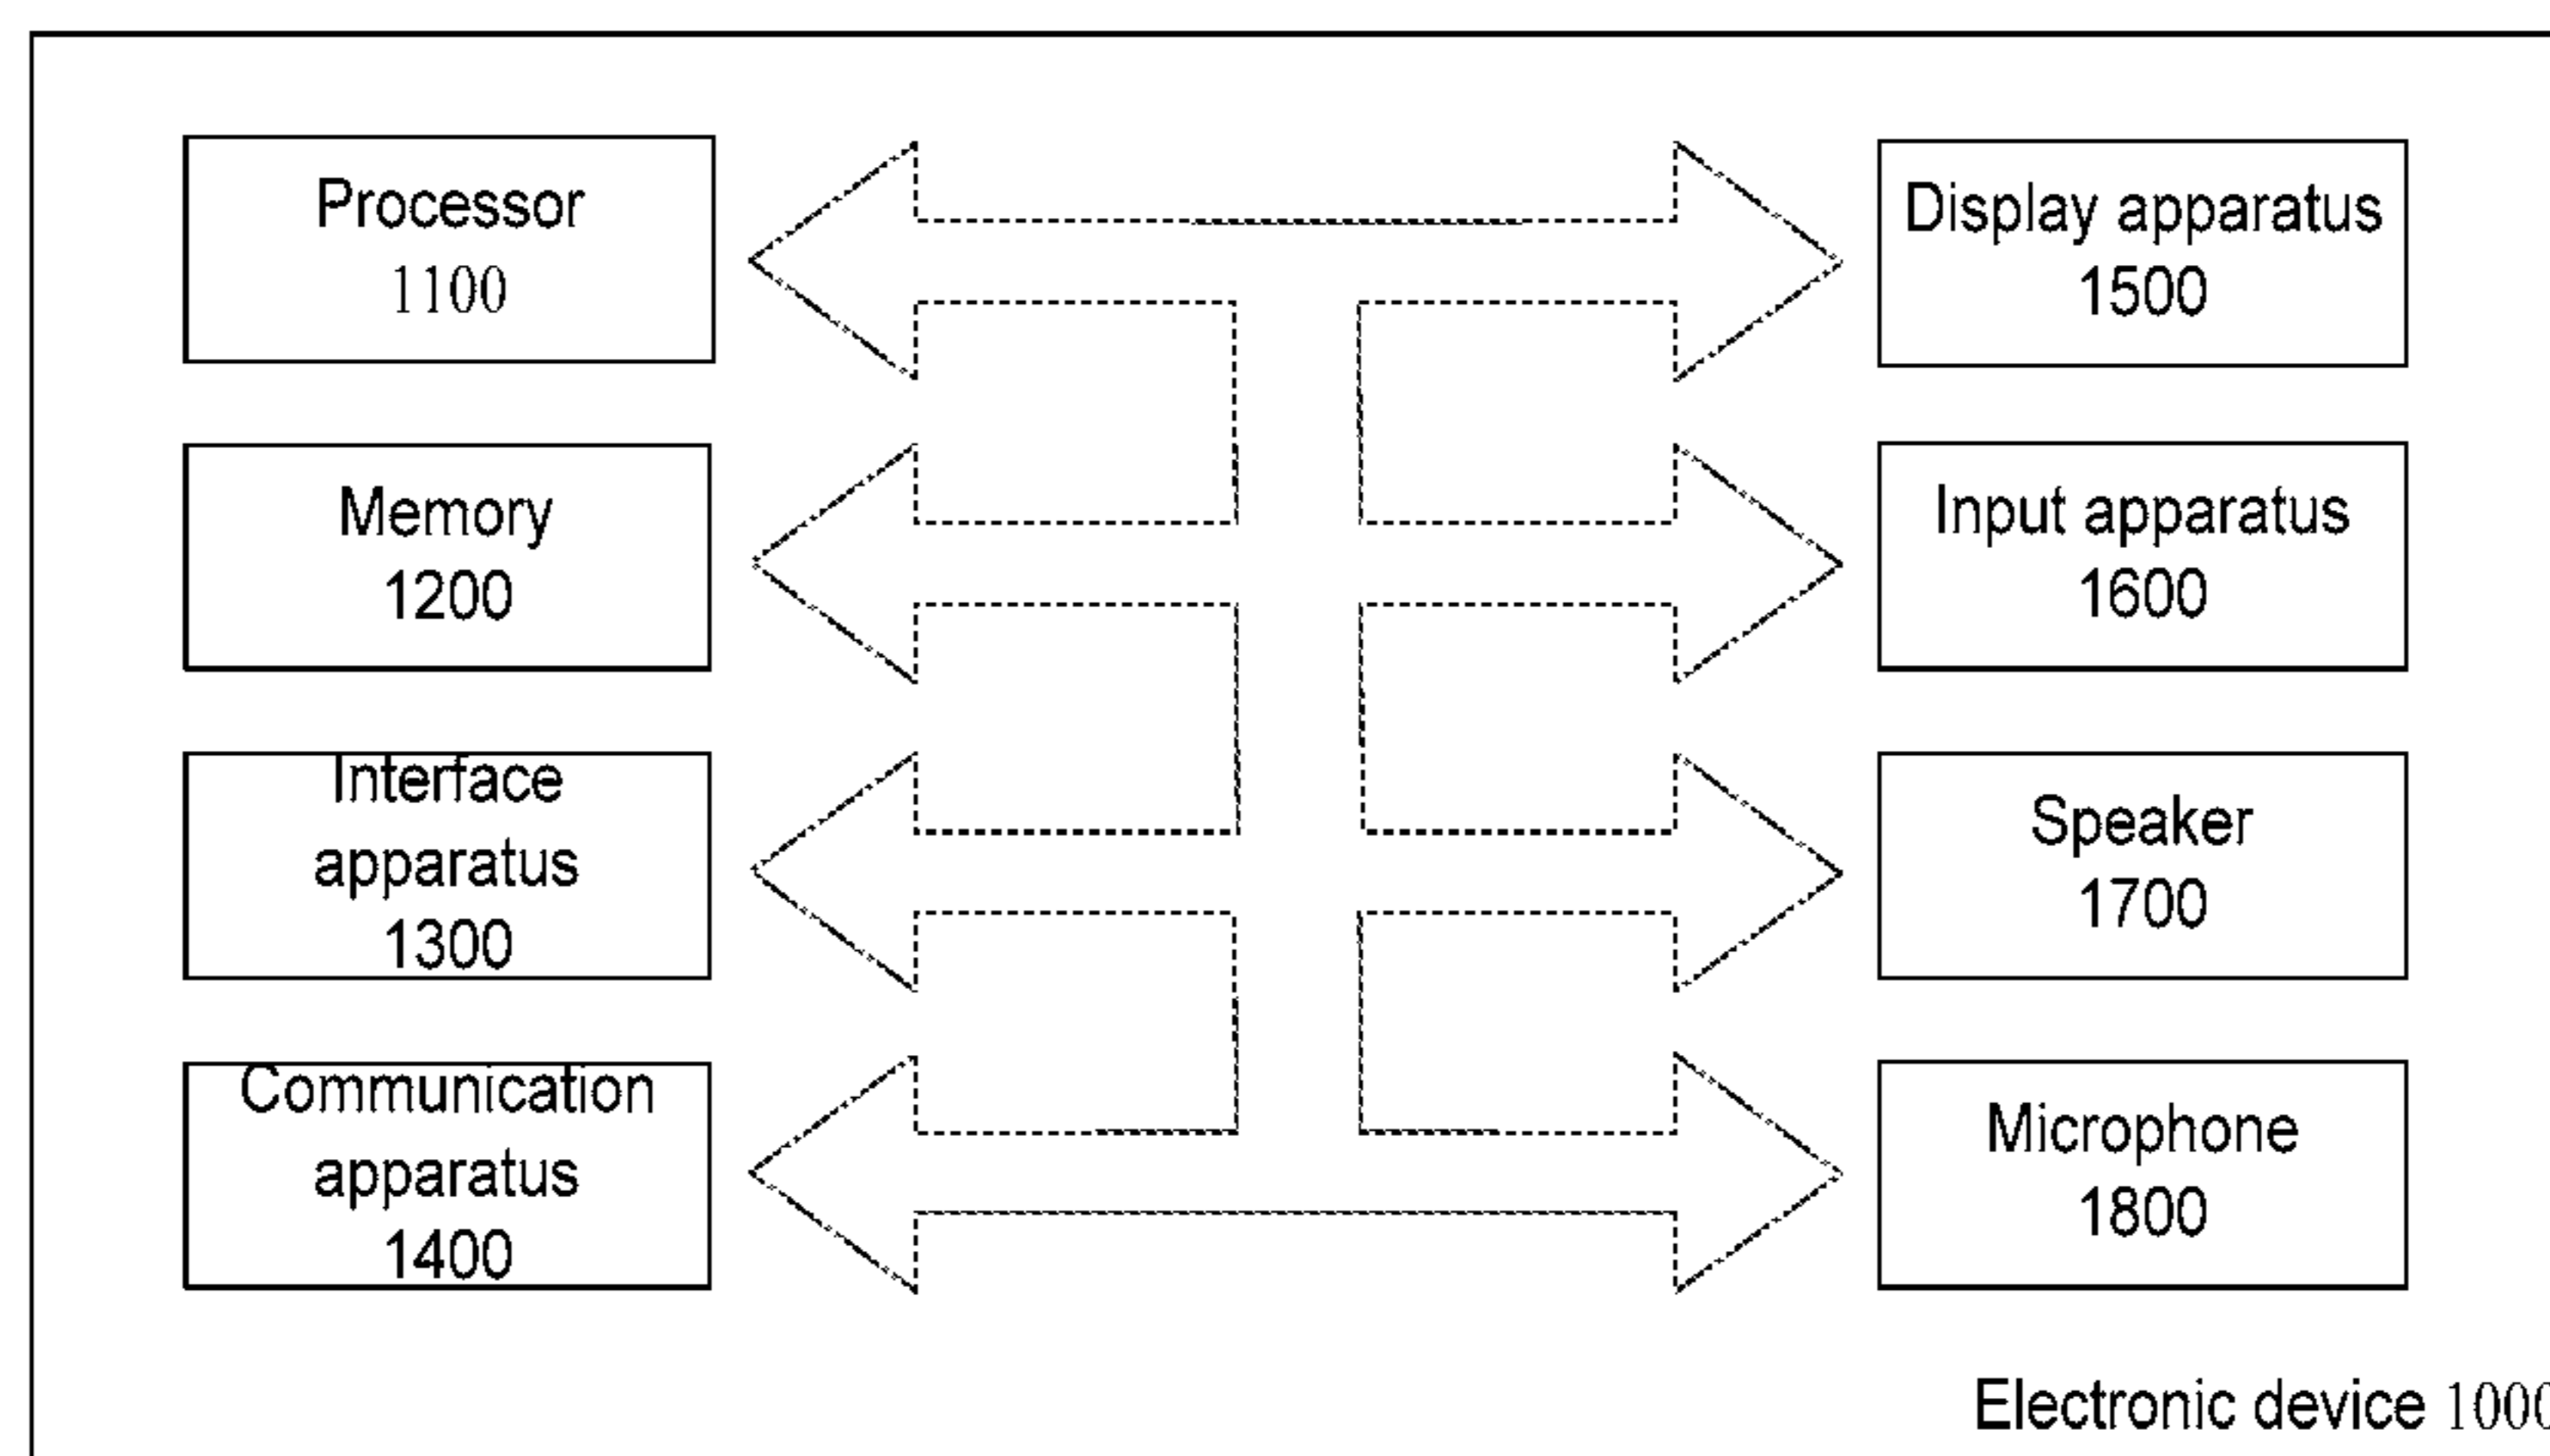 Processor
1100
Display apparatus
1500
Memory
1200
Input apparatus
1600
Interface
apparatus
1300
Speaker
1700
Communication
apparatus
1400
Microphone
1800
Electronic device 1000